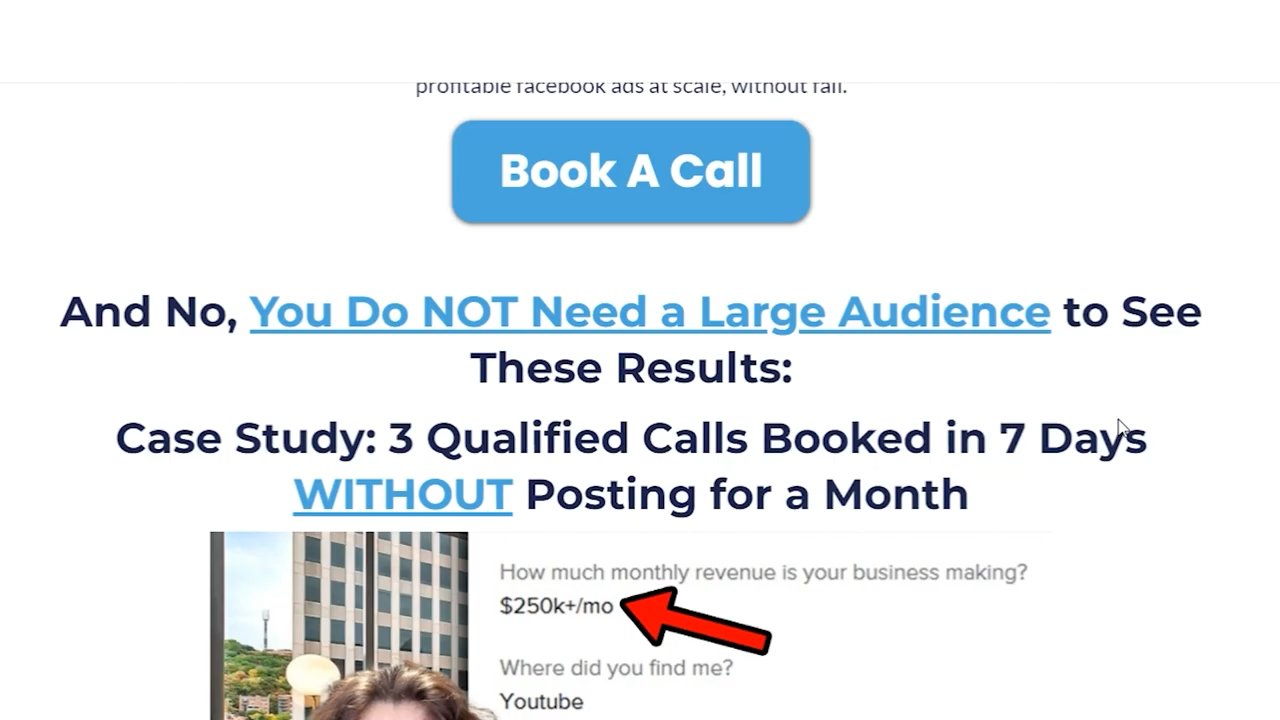 profitable facebook ads at scale, without fail.
Book A Call
And No, You Do NOT Need a Large Audience to See
These Results:
Case Study: 3 Qualified Calls Booked in 7 Days
WITHOUT Posting for a Month
How much monthly revenue is your business making?
$250k+/mo
Where did you find me?
Youtube